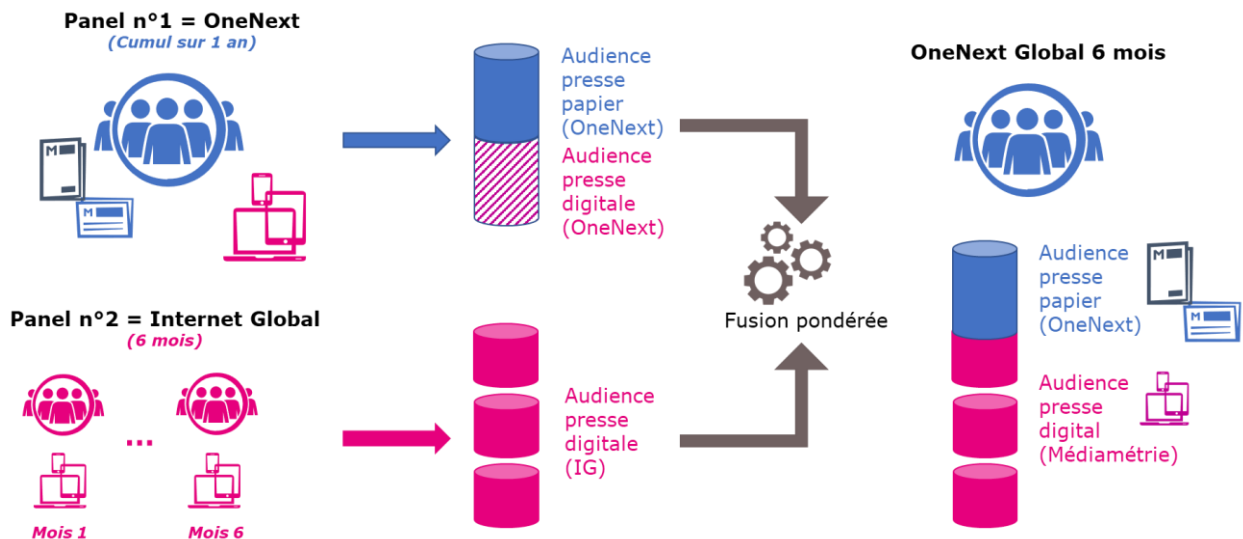 Panel n°1 = OneNext
(Cumul sur 1 an)
Audience
presse
papier
(OneNext)
Audience
presse
digitale
(OneNext)
M
M
Panel n°2 = Internet Global
(6 mois)
...
Mois 1
Mois 6
Audience
presse
digitale
(IG)
Fusion pondérée
OneNext Global 6 mois
Audience
presse
papier
(OneNext)
M
M
Audience
presse
digital
(Médiamétrie)